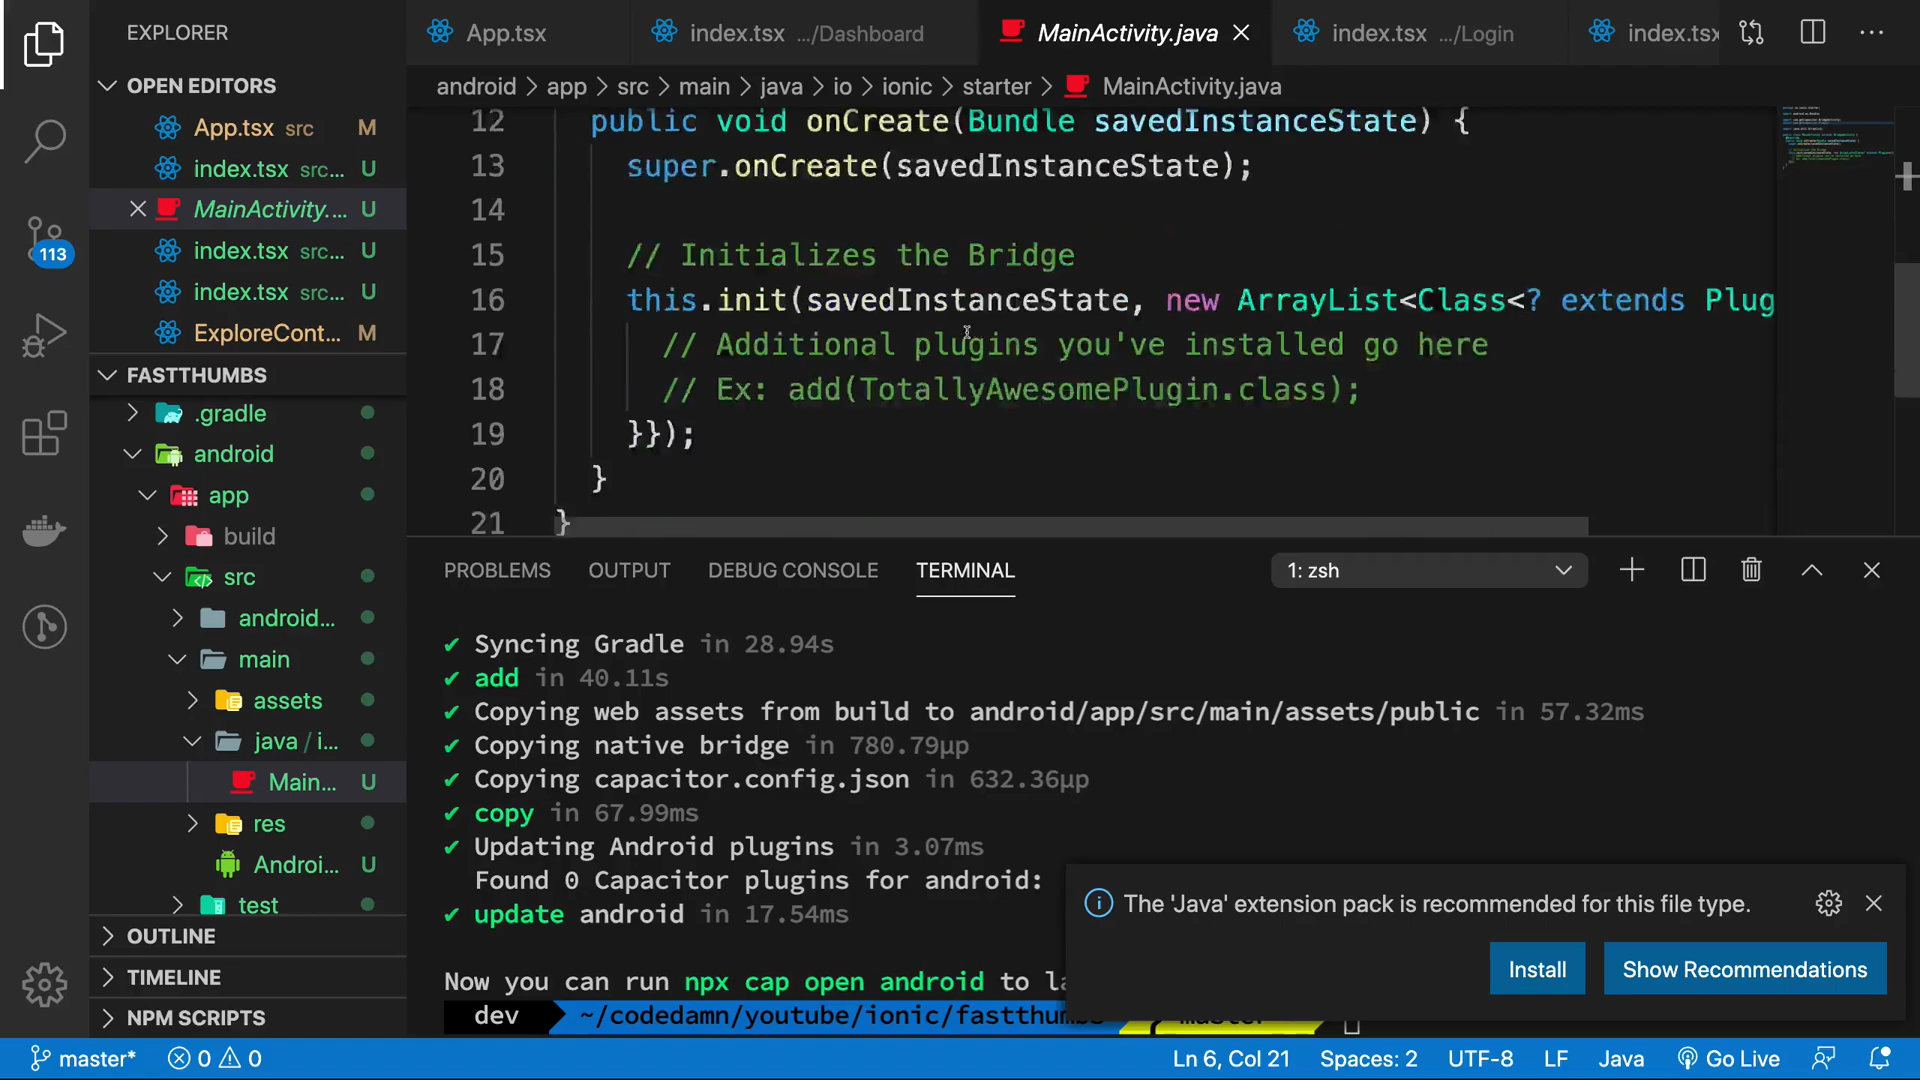 EXPLORER
OPEN EDITORS
App.tsx src M
index.tsx src... U
MainActivity.... U
index.tsx src... U
index.tsx src... U
ExploreCont... M
FASTTHUMBS
.gradle
android
app
build
src
android...
main
assets
java / i...
Main... U
res
Androi... U
test
OUTLINE
TIMELINE
NPM SCRIPTS
113
App.tsx
index.tsx .../Dashboard
MainActivity.java
index.tsx .../Login
index.tsx
android > app > src > main > java > io > ionic > starter > MainActivity.java
12 public void onCreate(Bundle savedInstanceState) {
13 super.onCreate(savedInstanceState);
14
15 // Initializes the Bridge
16 this.init(savedInstanceState, new ArrayList<Class<? extends Plug
17 // Additional plugins you've installed go here
18 // Ex: add(TotallyAwesomePlugin.class);
19 }});
20 }
21 }
PROBLEMS OUTPUT DEBUG CONSOLE TERMINAL 1: zsh
✔ Syncing Gradle in 28.94s
✔ add in 40.11s
✔ Copying web assets from build to android/app/src/main/assets/public in 57.32ms
✔ Copying native bridge in 780.79μp
✔ Copying capacitor.config.json in 632.36μp
✔ copy in 67.99ms
✔ Updating Android plugins in 3.07ms
Found 0 Capacitor plugins for android:
✔ update android in 17.54ms
Now you can run npx cap open android to la
dev ~/codedamn/youtube/ionic/fastthumbs master
The 'Java' extension pack is recommended for this file type.
Install Show Recommendations
master* 0 0 Ln 6, Col 21 Spaces: 2 UTF-8 LF Java Go Live